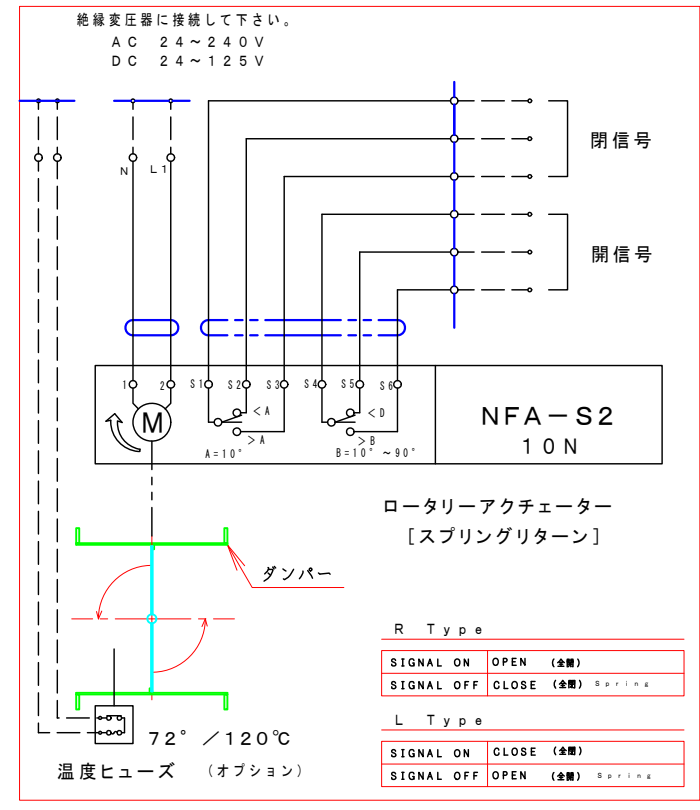 絶縁変圧器に接続して下さい。
AC 24～240V
DC 24～125V
N L1
閉信号
開信号
1 2 S1 S2 S3 S4 S5 S6
M
<A
>A
A=10°
<D
>B
B=10° ～90°
NFA－S2
10N
ロータリーアクチェーター
[スプリングリターン]
ダンパー
R Type
SIGNAL ON OPEN (全開)
SIGNAL OFF CLOSE (全閉) Spring
L Type
SIGNAL ON CLOSE (全閉)
SIGNAL OFF OPEN (全開) Spring
72° ／120℃
温度ヒューズ （オプション）